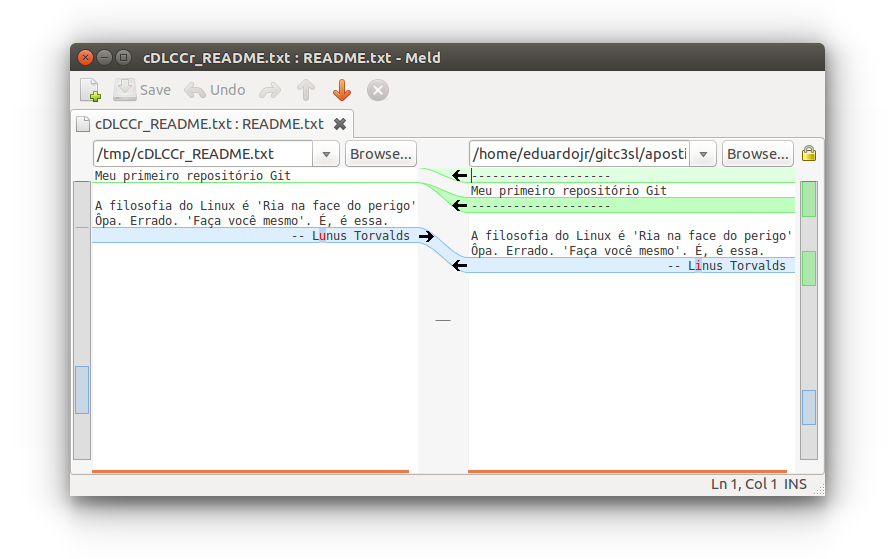 cDLCCr_README.txt : README.txt - Meld
Save Undo
cDLCCr_README.txt : README.txt
/tmp/cDLCCr_README.txt Browse...
Meu primeiro repositório Git
A filosofia do Linux é 'Ria na face do perigo'
Ôpa. Errado. 'Faça você mesmo'. É, é essa.
-- Lunus Torvalds
/home/eduardojr/gitc3sl/aposti Browse...
-------------------
Meu primeiro repositório Git
-------------------
A filosofia do Linux é 'Ria na face do perigo'
Ôpa. Errado. 'Faça você mesmo'. É, é essa.
-- Linus Torvalds
Ln 1, Col 1 INS